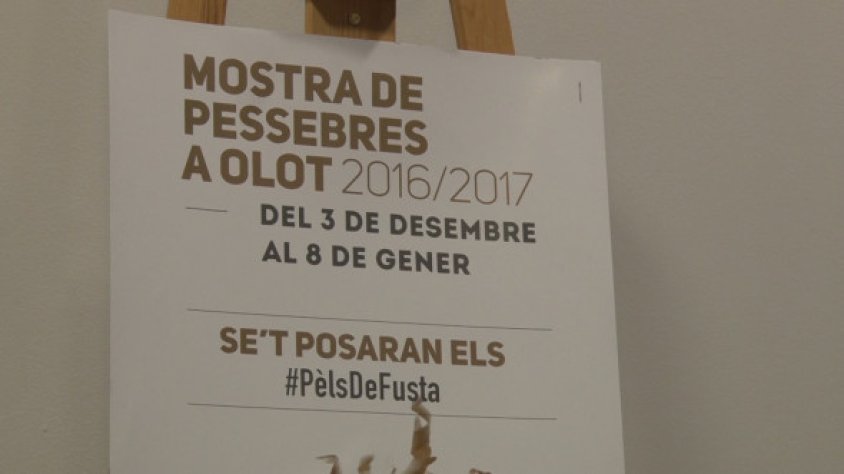 MOSTRA DE
PESSEBRES
A OLOT 2016/2017
DEL 3 DE DESEMBRE
AL 8 DE GENER
SE'T POSARAN ELS
#PèlsDeFusta